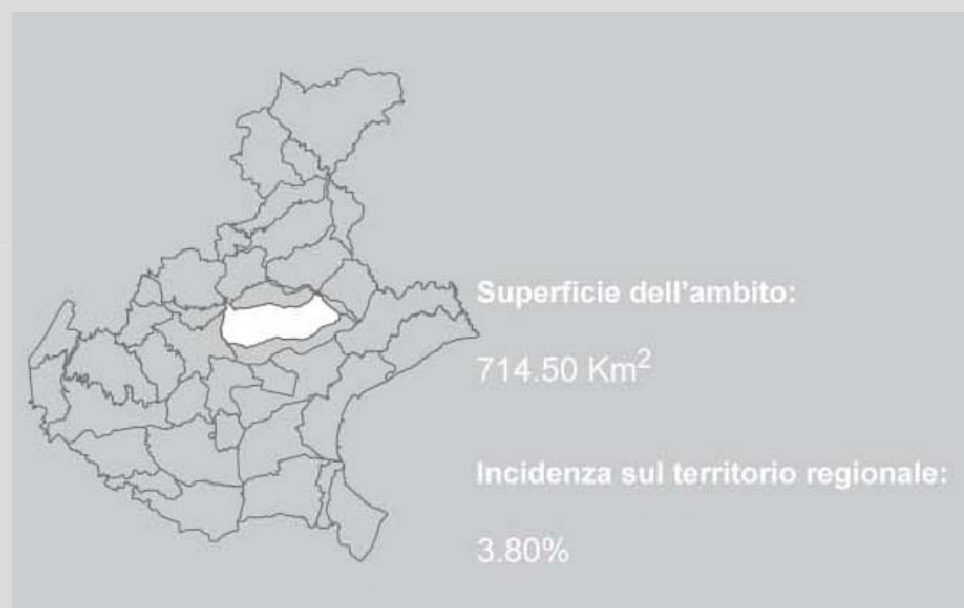 Superficie dell'ambito:
714.50 Km²
Incidenza sul territorio regionale:
3.80%